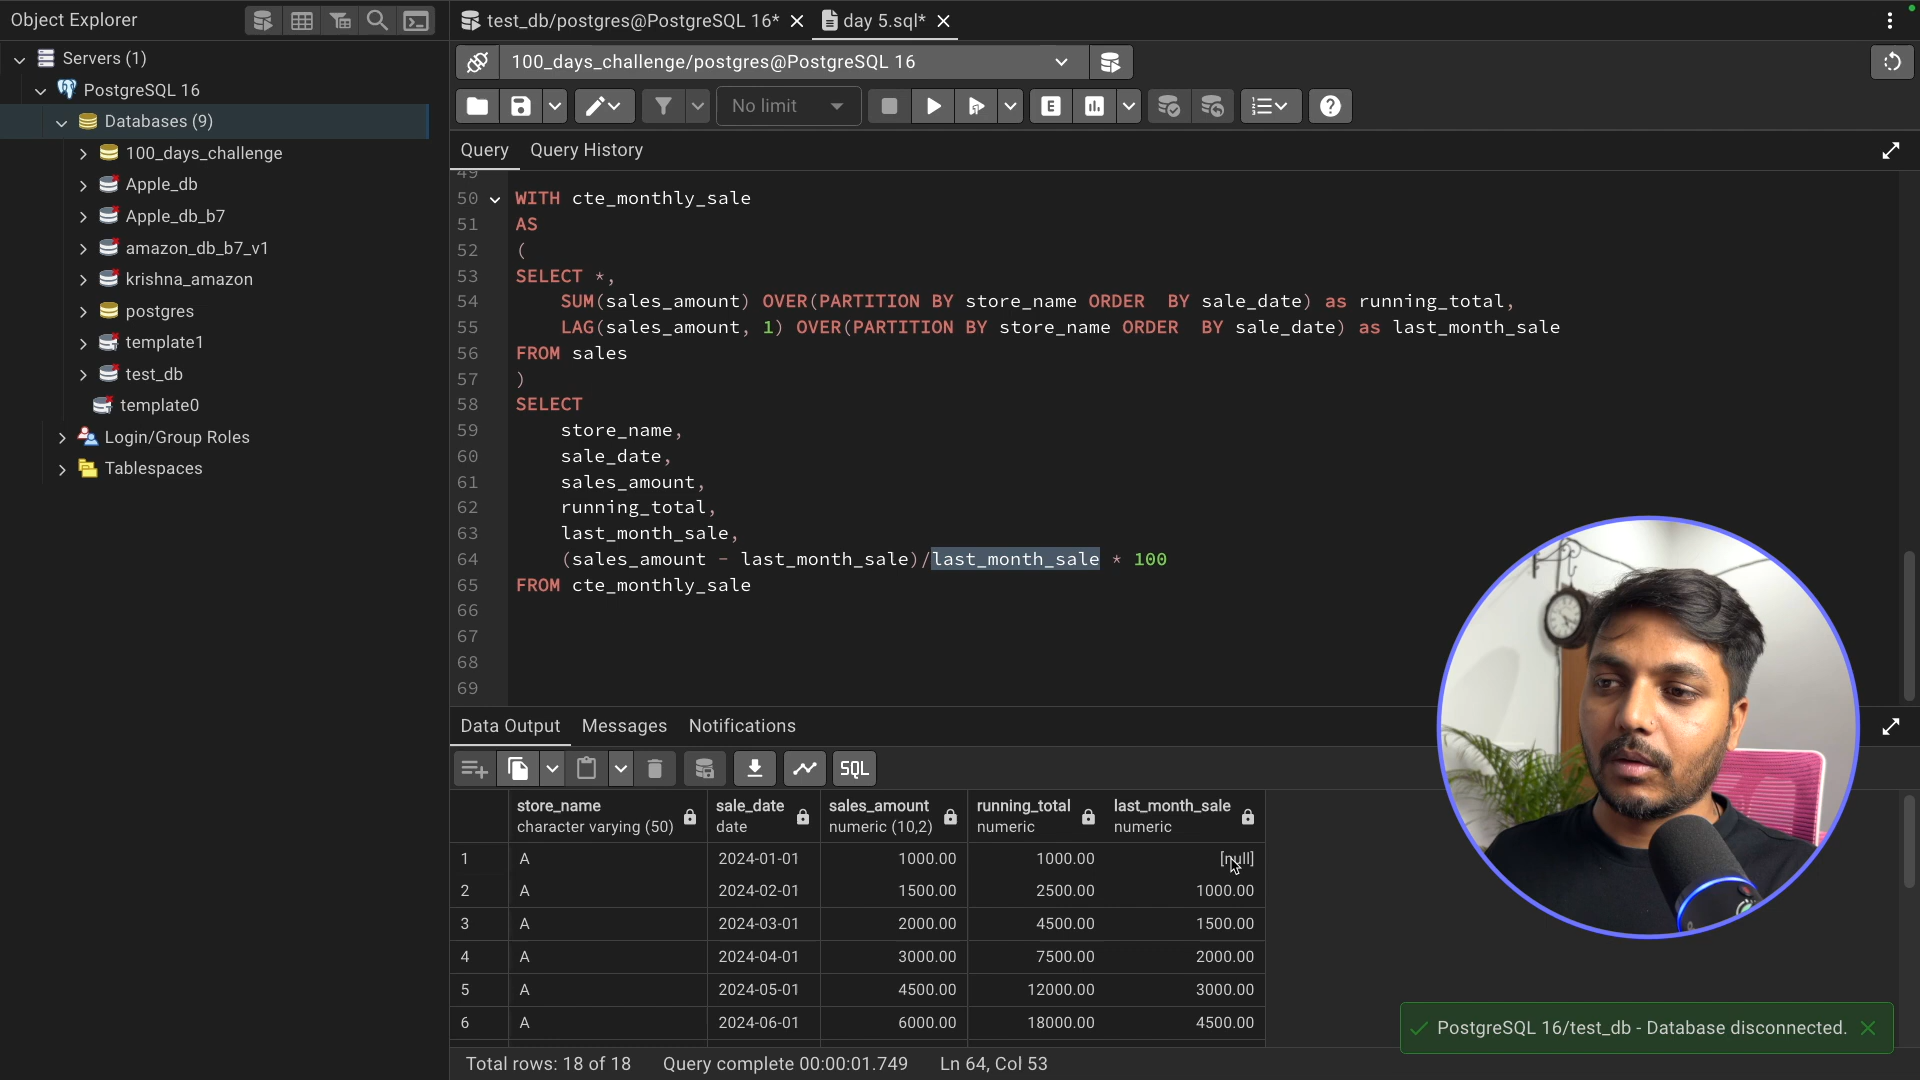 Object Explorer
test_db/postgres@PostgreSQL 16*
day 5.sql*
Servers (1)
100_days_challenge/postgres@PostgreSQL 16
PostgreSQL 16
No limit
E
Databases (9)
Query
Query History
100_days_challenge
Apple_db
Apple_db_b7
amazon_db_b7_v1
krishna_amazon
postgres
template1
test_db
template0
Login/Group Roles
Tablespaces
49
50 WITH cte_monthly_sale
51 AS
52 (
53 SELECT *,
54 SUM(sales_amount) OVER(PARTITION BY store_name ORDER  BY sale_date) as running_total,
55 LAG(sales_amount, 1) OVER(PARTITION BY store_name ORDER  BY sale_date) as last_month_sale
56 FROM sales
57 )
58 SELECT
59 store_name,
60 sale_date,
61 sales_amount,
62 running_total,
63 last_month_sale,
64 (sales_amount - last_month_sale)/last_month_sale * 100
65 FROM cte_monthly_sale
66
67
68
69
Data Output
Messages
Notifications
SQL
store_name sale_date sales_amount running_total last_month_sale
character varying (50) date numeric (10,2) numeric numeric
1 A 2024-01-01 1000.00 1000.00 [null]
2 A 2024-02-01 1500.00 2500.00 1000.00
3 A 2024-03-01 2000.00 4500.00 1500.00
4 A 2024-04-01 3000.00 7500.00 2000.00
5 A 2024-05-01 4500.00 12000.00 3000.00
6 A 2024-06-01 6000.00 18000.00 4500.00
PostgreSQL 16/test_db - Database disconnected.
Total rows: 18 of 18
Query complete 00:00:01.749
Ln 64, Col 53